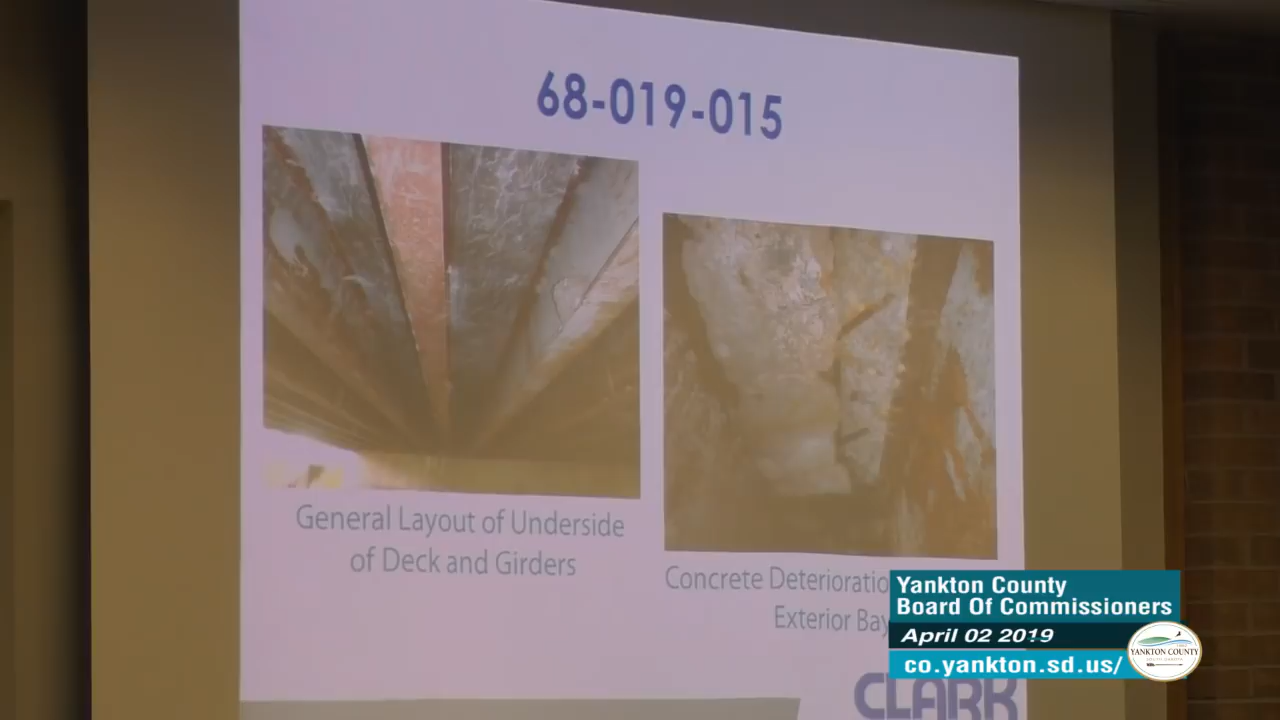 68-019-015
General Layout of Underside
of Deck and Girders
Concrete Deterioratio
Exterior Bay
Yankton County
Board Of Commissioners
April 02 2019
co.yankton.sd.us/
YANKTON COUNTY
CLARK